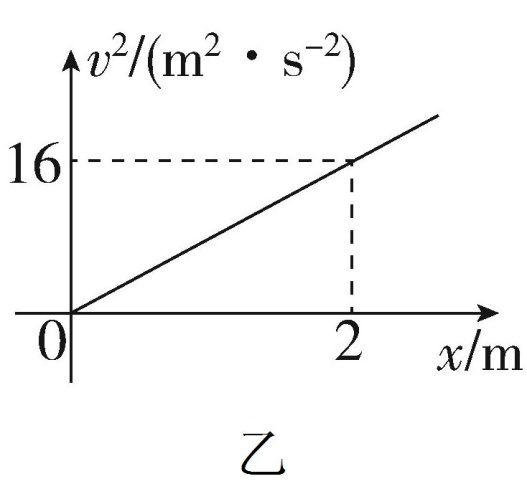 v²/(m² · s⁻²)
16
0
2
x/m
乙